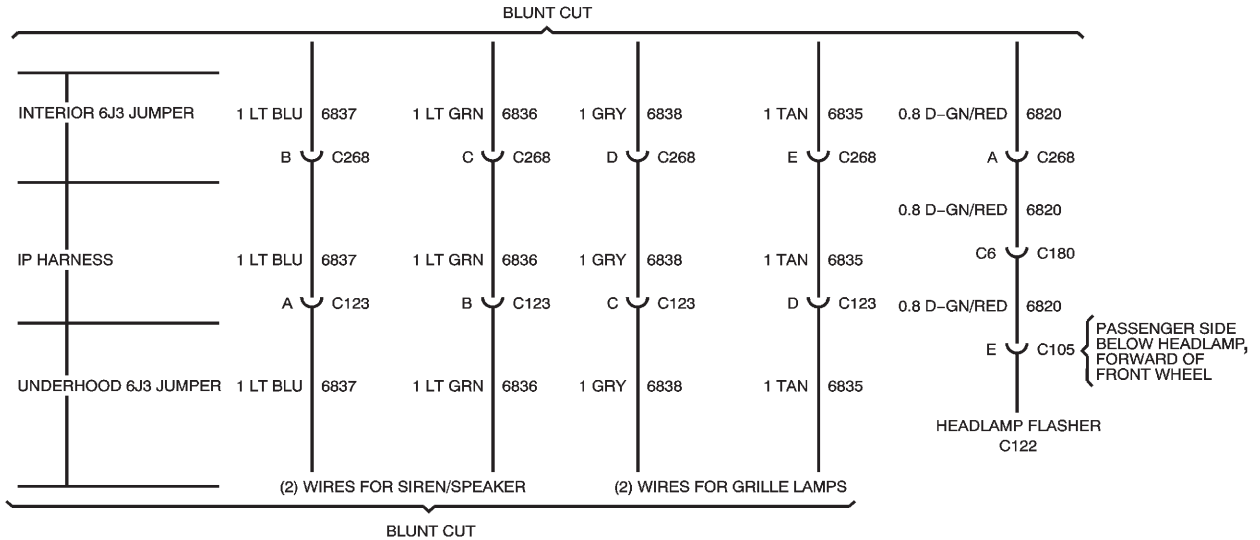 BLUNT CUT
INTERIOR 6J3 JUMPER
1 LT BLU 6837 1 LT GRN 6836 1 GRY 6838 1 TAN 6835 0.8 D-GN/RED 6820
B C268 C C268 D C268 E C268 A C268
0.8 D-GN/RED 6820
C6 C180
IP HARNESS
1 LT BLU 6837 1 LT GRN 6836 1 GRY 6838 1 TAN 6835
A C123 B C123 C C123 D C123 0.8 D-GN/RED 6820
E C105
PASSENGER SIDE
BELOW HEADLAMP,
FORWARD OF
FRONT WHEEL
UNDERHOOD 6J3 JUMPER
1 LT BLU 6837 1 LT GRN 6836 1 GRY 6838 1 TAN 6835
HEADLAMP FLASHER
C122
(2) WIRES FOR SIREN/SPEAKER (2) WIRES FOR GRILLE LAMPS
BLUNT CUT